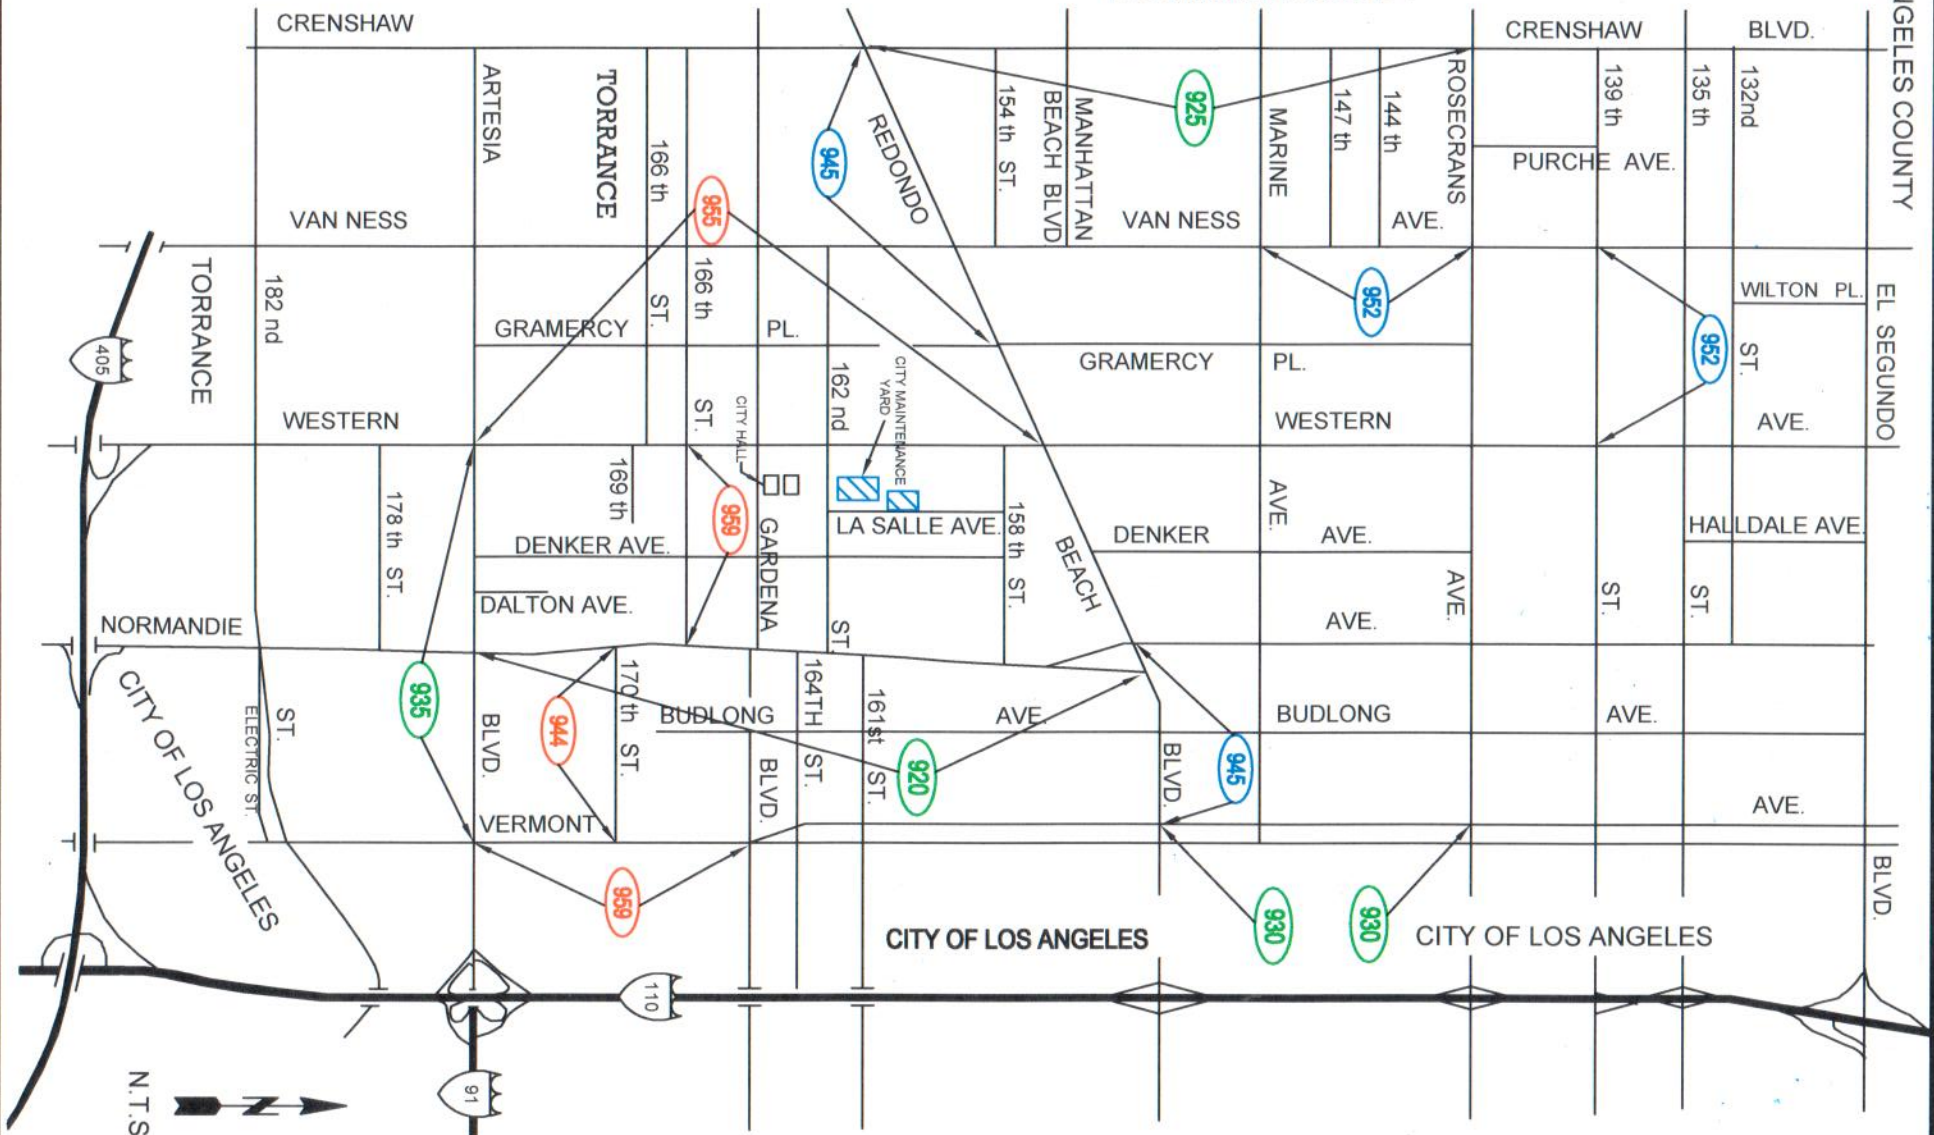 CRENSHAW
CRENSHAW
BLVD.
NGELES COUNTY
ARTESIA
TORRANCE
166 th
945
REDONDO
154 th ST.
MANHATTAN
BEACH BLVD
925
MARINE
147 th
144 th
ROSECRANS
139 th
135 th
132nd
PURCHE AVE.
955
VAN NESS
VAN NESS
AVE.
TORRANCE
182 nd
166 th
ST.
952
952
WILTON PL.
EL SEGUNDO
405
GRAMERCY
PL.
GRAMERCY
PL.
ST.
162 nd
CITY MAINTENANCE
YARD
CITY HALL
ST.
WESTERN
WESTERN
AVE.
178 th ST.
169 th
959
GARDENA
LA SALLE AVE.
158 th ST.
BEACH
DENKER
AVE.
AVE.
HALLDALE AVE.
DENKER AVE.
DALTON AVE.
AVE.
ST.
ST.
NORMANDIE
ST.
AVE.
CITY OF LOS ANGELES
935
944
170 th ST.
164TH ST.
161st ST.
ST.
ELECTRIC ST.
BLVD.
BUDLONG
AVE.
BUDLONG
AVE.
920
BLVD.
BLVD.
945
AVE.
VERMONT
959
930
930
BLVD.
CITY OF LOS ANGELES
CITY OF LOS ANGELES
110
91
N
N.T.S